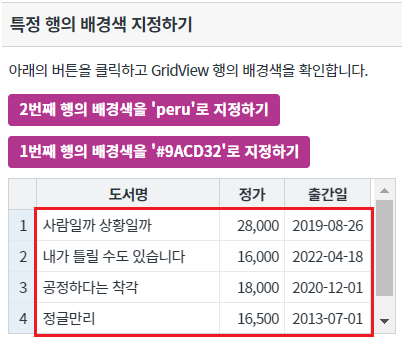 특정 행의 배경색 지정하기
아래의 버튼을 클릭하고 GridView 행의 배경색을 확인합니다.
2번째 행의 배경색을 'peru'로 지정하기
1번째 행의 배경색을 '#9ACD32'로 지정하기
도서명 정가 출간일
1 사람일까 상황일까 28,000 2019-08-26
2 내가 틀릴 수도 있습니다 16,000 2022-04-18
3 공정하다는 착각 18,000 2020-12-01
4 정글만리 16,500 2013-07-01